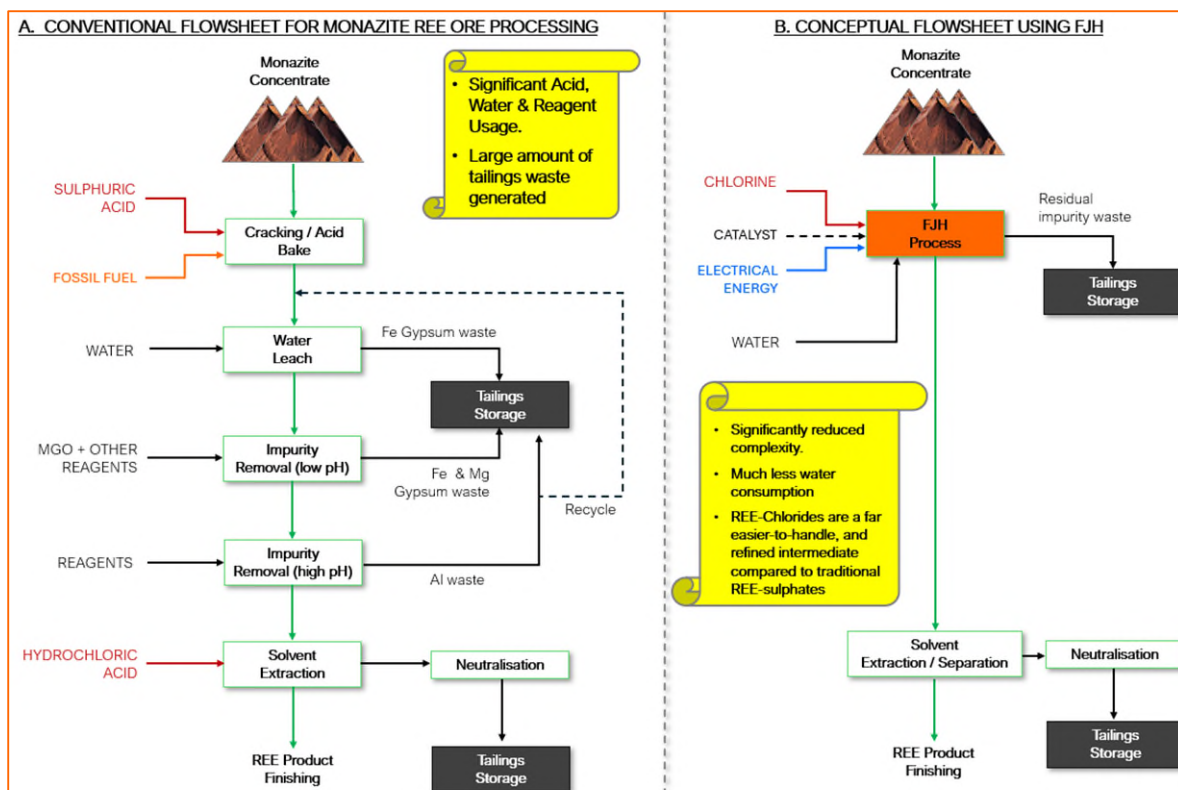 A. CONVENTIONAL FLOWSHEET FOR MONAZITE REE ORE PROCESSING
Monazite
Concentrate
• Significant Acid,
Water & Reagent
Usage.
• Large amount of
tailings waste
generated
SULPHURIC
ACID
Cracking / Acid
Bake
FOSSIL FUEL
WATER
Water
Leach
Fe Gypsum waste
Tailings
Storage
MGO + OTHER
REAGENTS
Impurity
Removal (low pH)
Fe & Mg
Gypsum waste
Recycle
REAGENTS
Impurity
Removal (high pH)
Al waste
HYDROCHLORIC
ACID
Solvent
Extraction
Neutralisation
REE Product
Finishing
Tailings
Storage
B. CONCEPTUAL FLOWSHEET USING FJH
Monazite
Concentrate
CHLORINE
CATALYST
ELECTRICAL
ENERGY
WATER
FJH
Process
Residual
impurity waste
Tailings
Storage
• Significantly reduced
complexity.
• Much less water
consumption
• REE-Chlorides are a far
easier-to-handle, and
refined intermediate
compared to traditional
REE-sulphates
Solvent
Extraction / Separation
Neutralisation
REE Product
Finishing
Tailings
Storage